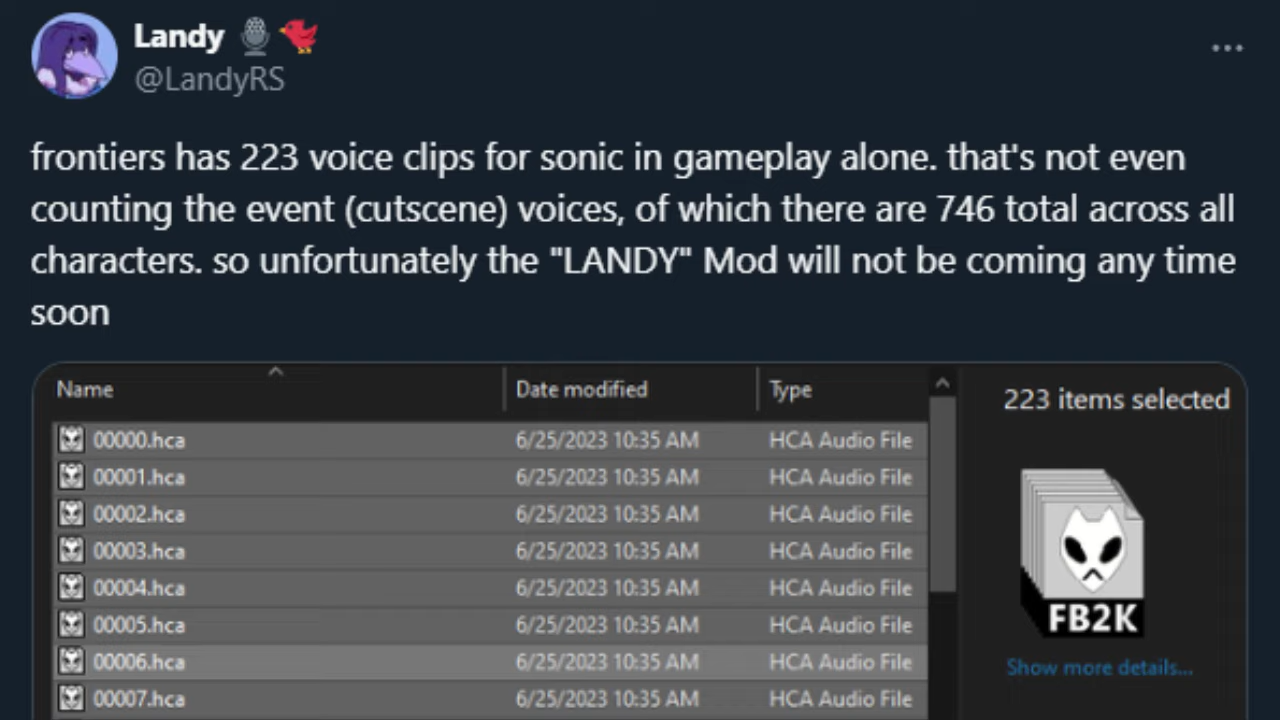 Landy 🎙️🐦
@LandyRS
frontiers has 223 voice clips for sonic in gameplay alone. that's not even
counting the event (cutscene) voices, of which there are 746 total across all
characters. so unfortunately the "LANDY" Mod will not be coming any time
soon
Name Date modified Type
223 items selected
00000.hca 6/25/2023 10:35 AM HCA Audio File
00001.hca 6/25/2023 10:35 AM HCA Audio File
00002.hca 6/25/2023 10:35 AM HCA Audio File
00003.hca 6/25/2023 10:35 AM HCA Audio File
00004.hca 6/25/2023 10:35 AM HCA Audio File
00005.hca 6/25/2023 10:35 AM HCA Audio File
00006.hca 6/25/2023 10:35 AM HCA Audio File
00007.hca 6/25/2023 10:35 AM HCA Audio File
FB2K
Show more details...